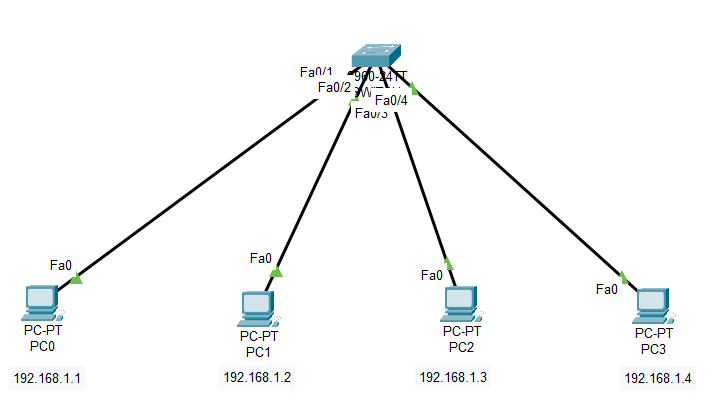 Fa0/1
Fa0/2
Fa0/4
Fa0/3
Fa0
Fa0
Fa0
Fa0
PC-PT
PC0
PC-PT
PC1
PC-PT
PC2
PC-PT
PC3
192.168.1.1
192.168.1.2
192.168.1.3
192.168.1.4